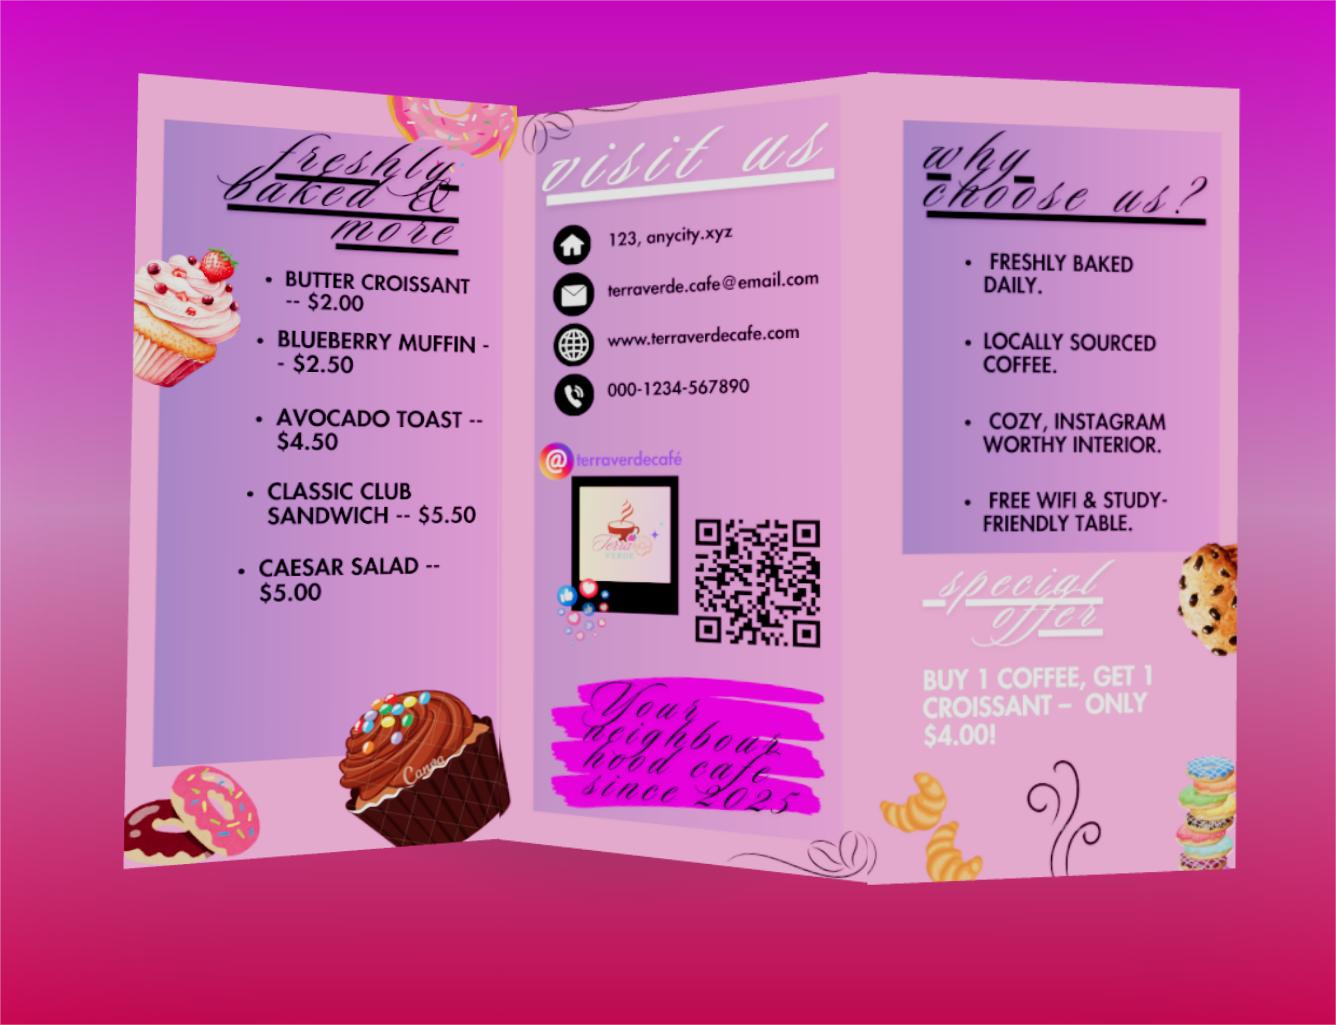 freshly
baked &
more
• BUTTER CROISSANT
-- $2.00
• BLUEBERRY MUFFIN -
- $2.50
• AVOCADO TOAST --
$4.50
• CLASSIC CLUB
SANDWICH -- $5.50
• CAESAR SALAD --
$5.00
Canva
visit us
123, anycity.xyz
terraverde.cafe@email.com
www.terraverdecafe.com
000-1234-567890
@ terraverdecafé
Terra
VERDE
Your
neighbour
hood cafe
since 2025
why
choose us?
• FRESHLY BAKED
DAILY.
• LOCALLY SOURCED
COFFEE.
• COZY, INSTAGRAM
WORTHY INTERIOR.
• FREE WIFI & STUDY-
FRIENDLY TABLE.
special
offer
BUY 1 COFFEE, GET 1
CROISSANT – ONLY
$4.00!